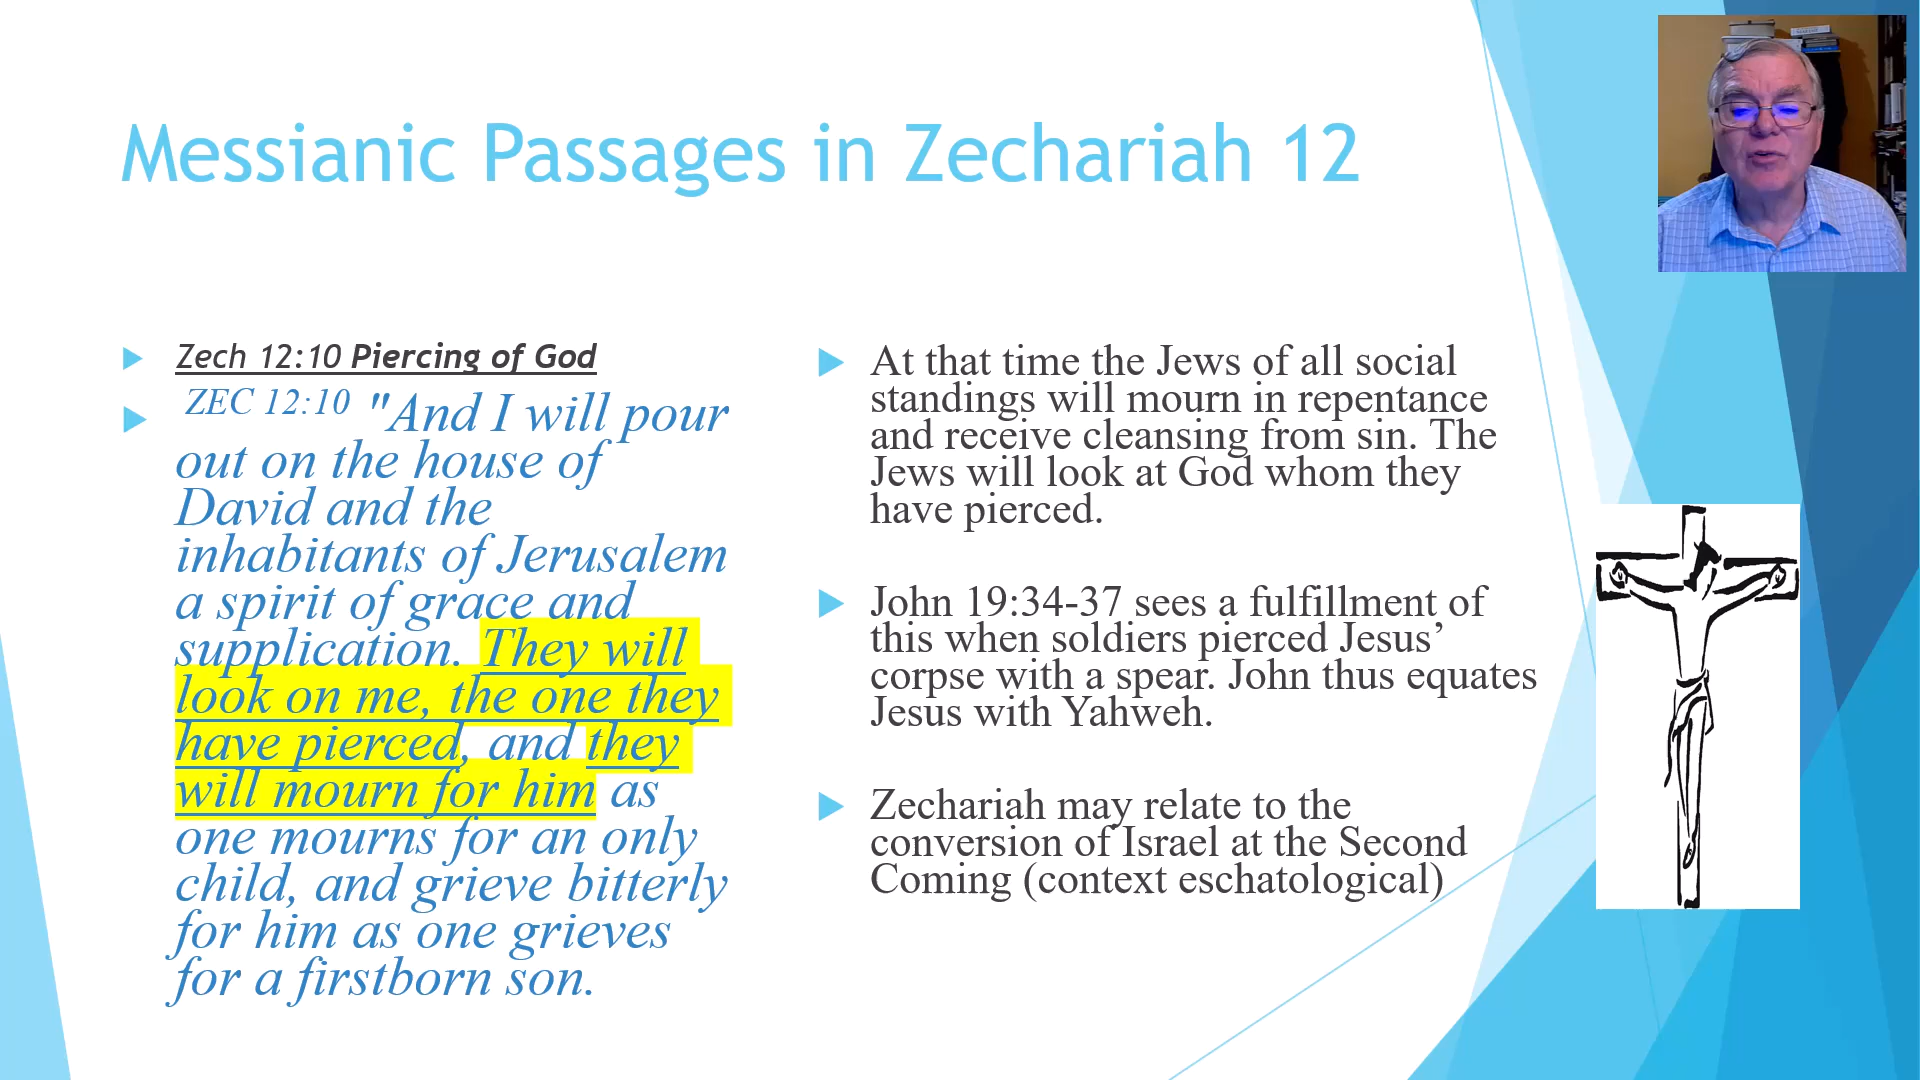 Messianic Passages in Zechariah 12
Zech 12:10 Piercing of God
ZEC 12:10 "And I will pour
out on the house of
David and the
inhabitants of Jerusalem
a spirit of grace and
supplication. They will
look on me, the one they
have pierced, and they
will mourn for him as
one mourns for an only
child, and grieve bitterly
for him as one grieves
for a firstborn son.
At that time the Jews of all social
standings will mourn in repentance
and receive cleansing from sin. The
Jews will look at God whom they
have pierced.
John 19:34-37 sees a fulfillment of
this when soldiers pierced Jesus’
corpse with a spear. John thus equates
Jesus with Yahweh.
Zechariah may relate to the
conversion of Israel at the Second
Coming (context eschatological)